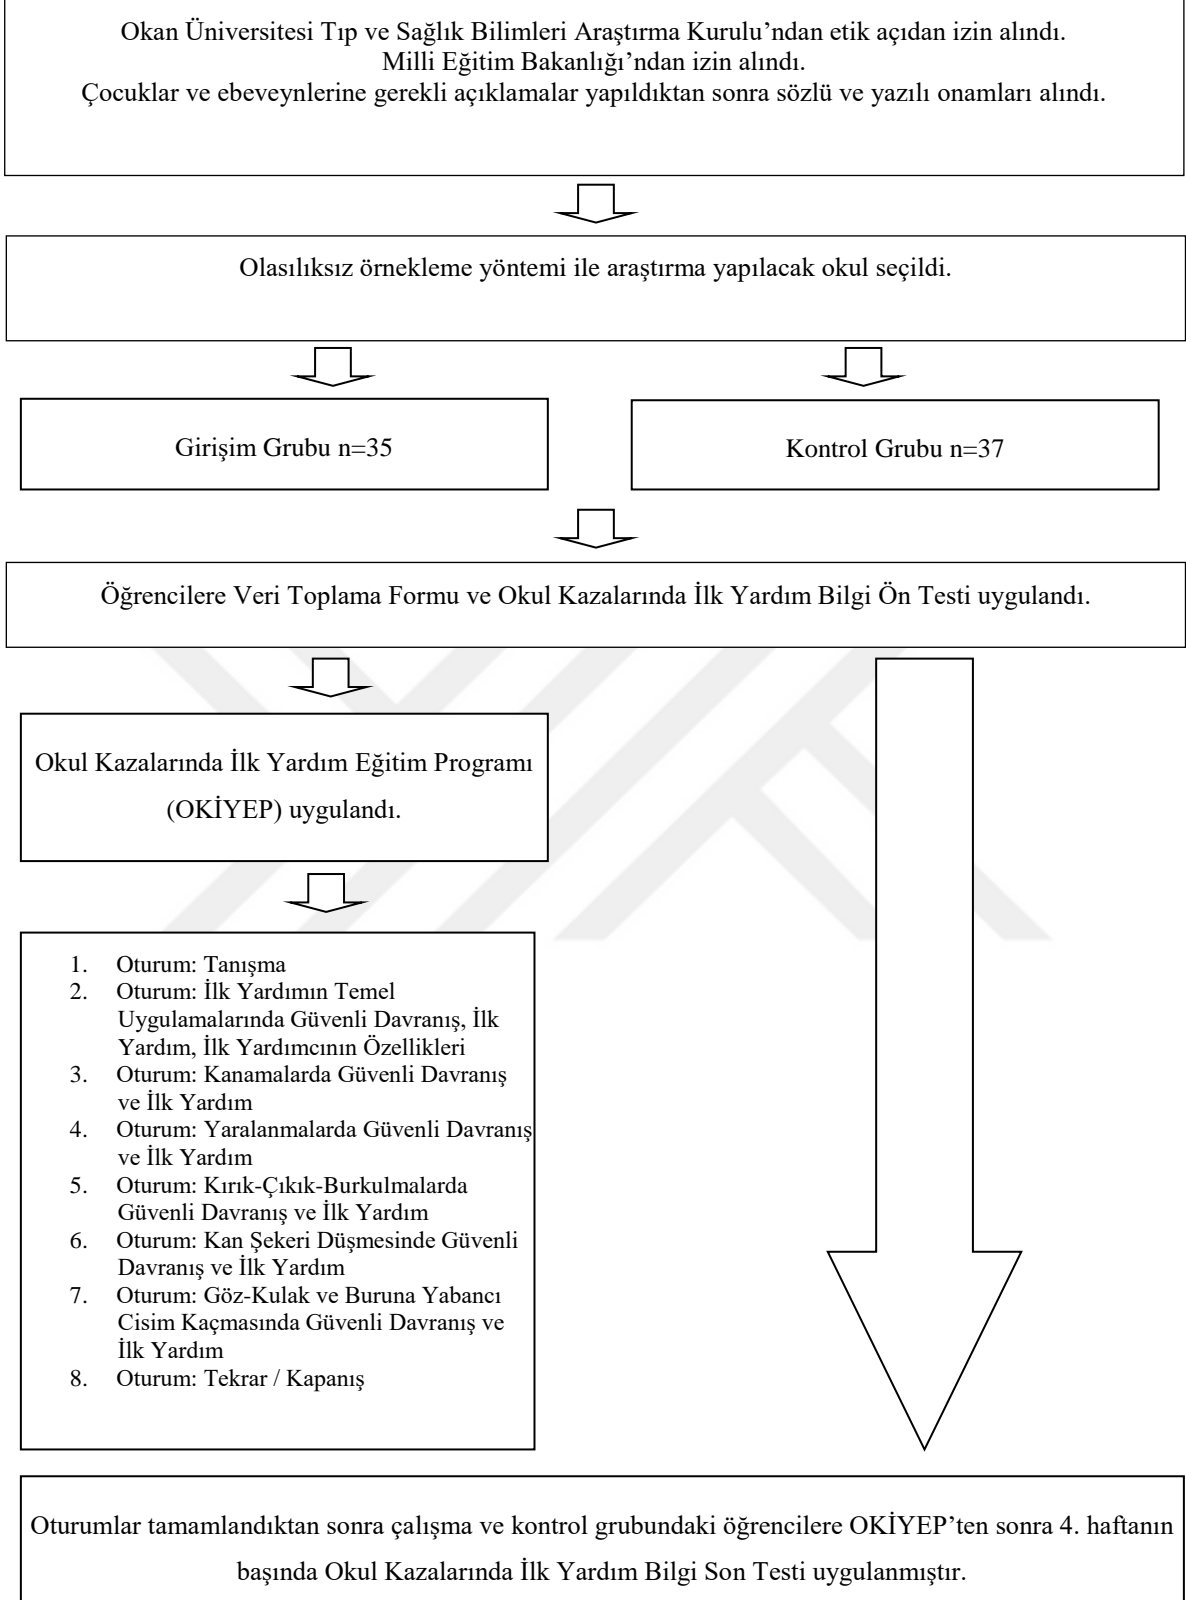 Okan Üniversitesi Tıp ve Sağlık Bilimleri Araştırma Kurulu’ndan etik açıdan izin alındı.
Milli Eğitim Bakanlığı’ndan izin alındı.
Çocuklar ve ebeveynlerine gerekli açıklamalar yapıldıktan sonra sözlü ve yazılı onamları alındı.
Olasılıksız örnekleme yöntemi ile araştırma yapılacak okul seçildi.
Girişim Grubu n=35
Kontrol Grubu n=37
Öğrencilere Veri Toplama Formu ve Okul Kazalarında İlk Yardım Bilgi Ön Testi uygulandı.
Okul Kazalarında İlk Yardım Eğitim Programı
(OKİYEP) uygulandı.
1. Oturum: Tanışma
2. Oturum: İlk Yardımın Temel
Uygulamalarında Güvenli Davranış, İlk
Yardım, İlk Yardımcının Özellikleri
3. Oturum: Kanamalarda Güvenli Davranış
ve İlk Yardım
4. Oturum: Yaralanmalarda Güvenli Davranış
ve İlk Yardım
5. Oturum: Kırık-Çıkık-Burkulmalarda
Güvenli Davranış ve İlk Yardım
6. Oturum: Kan Şekeri Düşmesinde Güvenli
Davranış ve İlk Yardım
7. Oturum: Göz-Kulak ve Buruna Yabancı
Cisim Kaçmasında Güvenli Davranış ve
İlk Yardım
8. Oturum: Tekrar / Kapanış
Oturumlar tamamlandıktan sonra çalışma ve kontrol grubundaki öğrencilere OKİYEP’ten sonra 4. haftanın
başında Okul Kazalarında İlk Yardım Bilgi Son Testi uygulanmıştır.